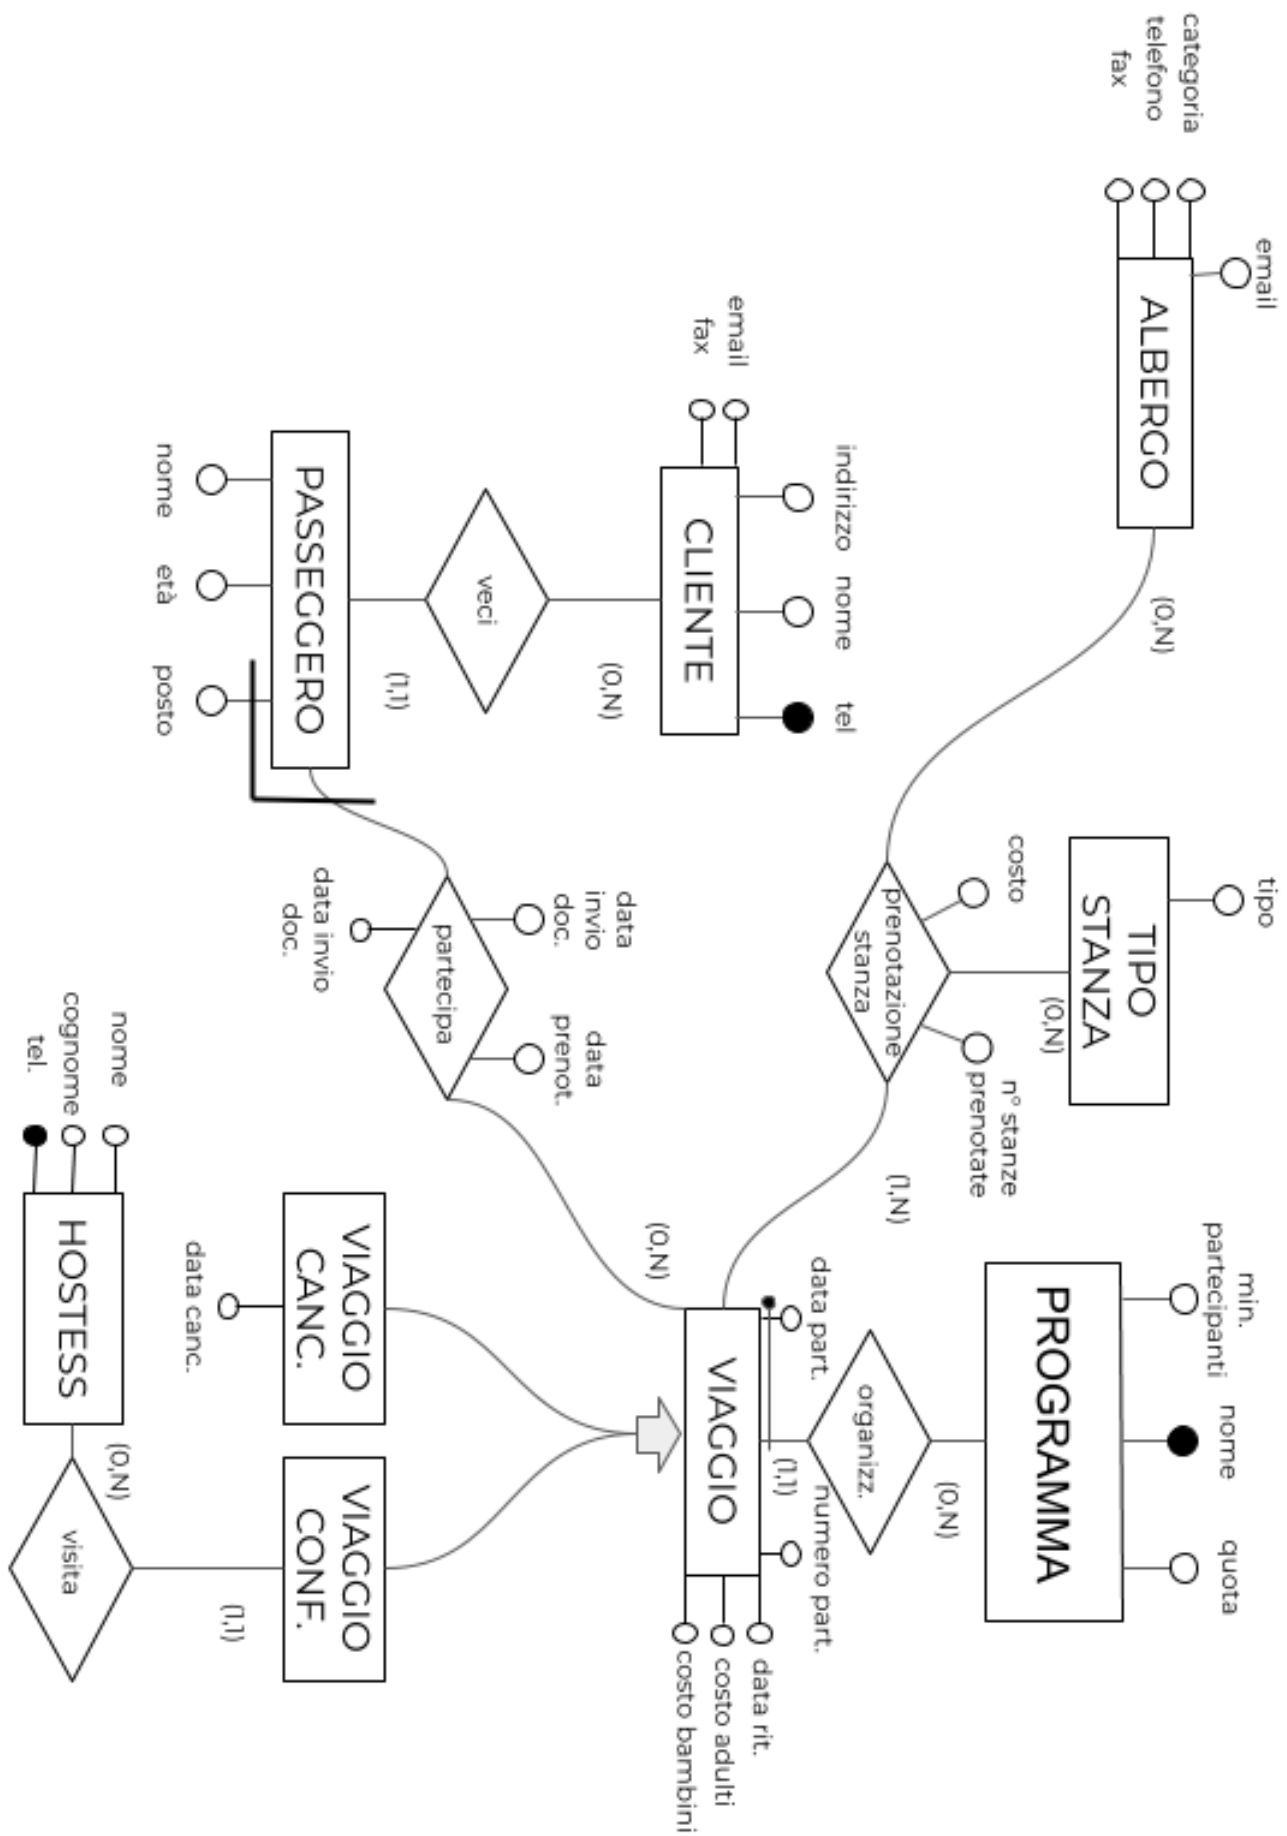 email
categoria
telefono
fax
ALBERGO
(0,N)
tipo
TIPO
STANZA
(0,N)
costo
prenotazione
stanza
n° stanze
prenotate
(1,N)
min.
partecipanti
nome
quota
PROGRAMMA
(0,N)
organizz.
(1,1)
data part.
numero part.
VIAGGIO
data rit.
costo adulti
costo bambini
(0,N)
indirizzo
nome
tel
email
fax
CLIENTE
(0,N)
veci
(1,1)
PASSEGGERO
nome
età
posto
data
invio
doc.
data
prenot.
partecipa
data invio
doc.
VIAGGIO
CANC.
data canc.
VIAGGIO
CONF.
(1,1)
nome
cognome
tel.
HOSTESS
(0,N)
visita